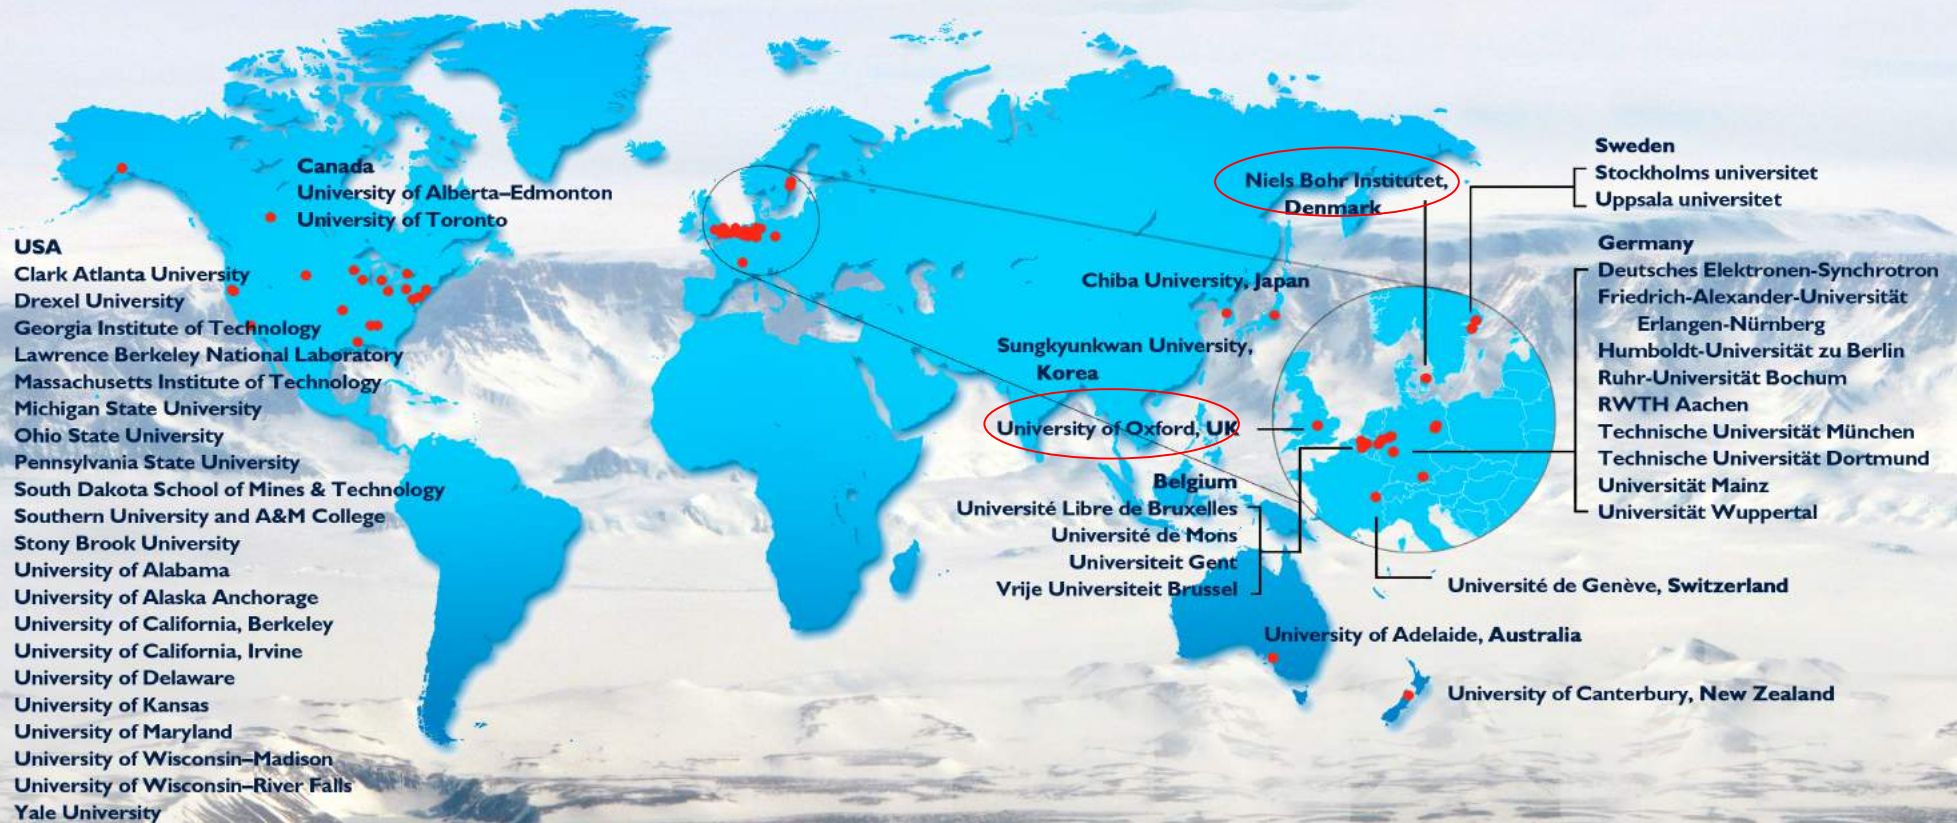 Canada
University of Alberta–Edmonton
University of Toronto
USA
Clark Atlanta University
Drexel University
Georgia Institute of Technology
Lawrence Berkeley National Laboratory
Massachusetts Institute of Technology
Michigan State University
Ohio State University
Pennsylvania State University
South Dakota School of Mines & Technology
Southern University and A&M College
Stony Brook University
University of Alabama
University of Alaska Anchorage
University of California, Berkeley
University of California, Irvine
University of Delaware
University of Kansas
University of Maryland
University of Wisconsin–Madison
University of Wisconsin–River Falls
Yale University
Niels Bohr Institutet,
Denmark
Chiba University, Japan
Sungkyunkwan University,
Korea
University of Oxford, UK
Belgium
Université Libre de Bruxelles
Université de Mons
Universiteit Gent
Vrije Universiteit Brussel
Sweden
Stockholms universitet
Uppsala universitet
Germany
Deutsches Elektronen-Synchrotron
Friedrich-Alexander-Universität
Erlangen-Nürnberg
Humboldt-Universität zu Berlin
Ruhr-Universität Bochum
RWTH Aachen
Technische Universität München
Technische Universität Dortmund
Universität Mainz
Universität Wuppertal
Université de Genève, Switzerland
University of Adelaide, Australia
University of Canterbury, New Zealand